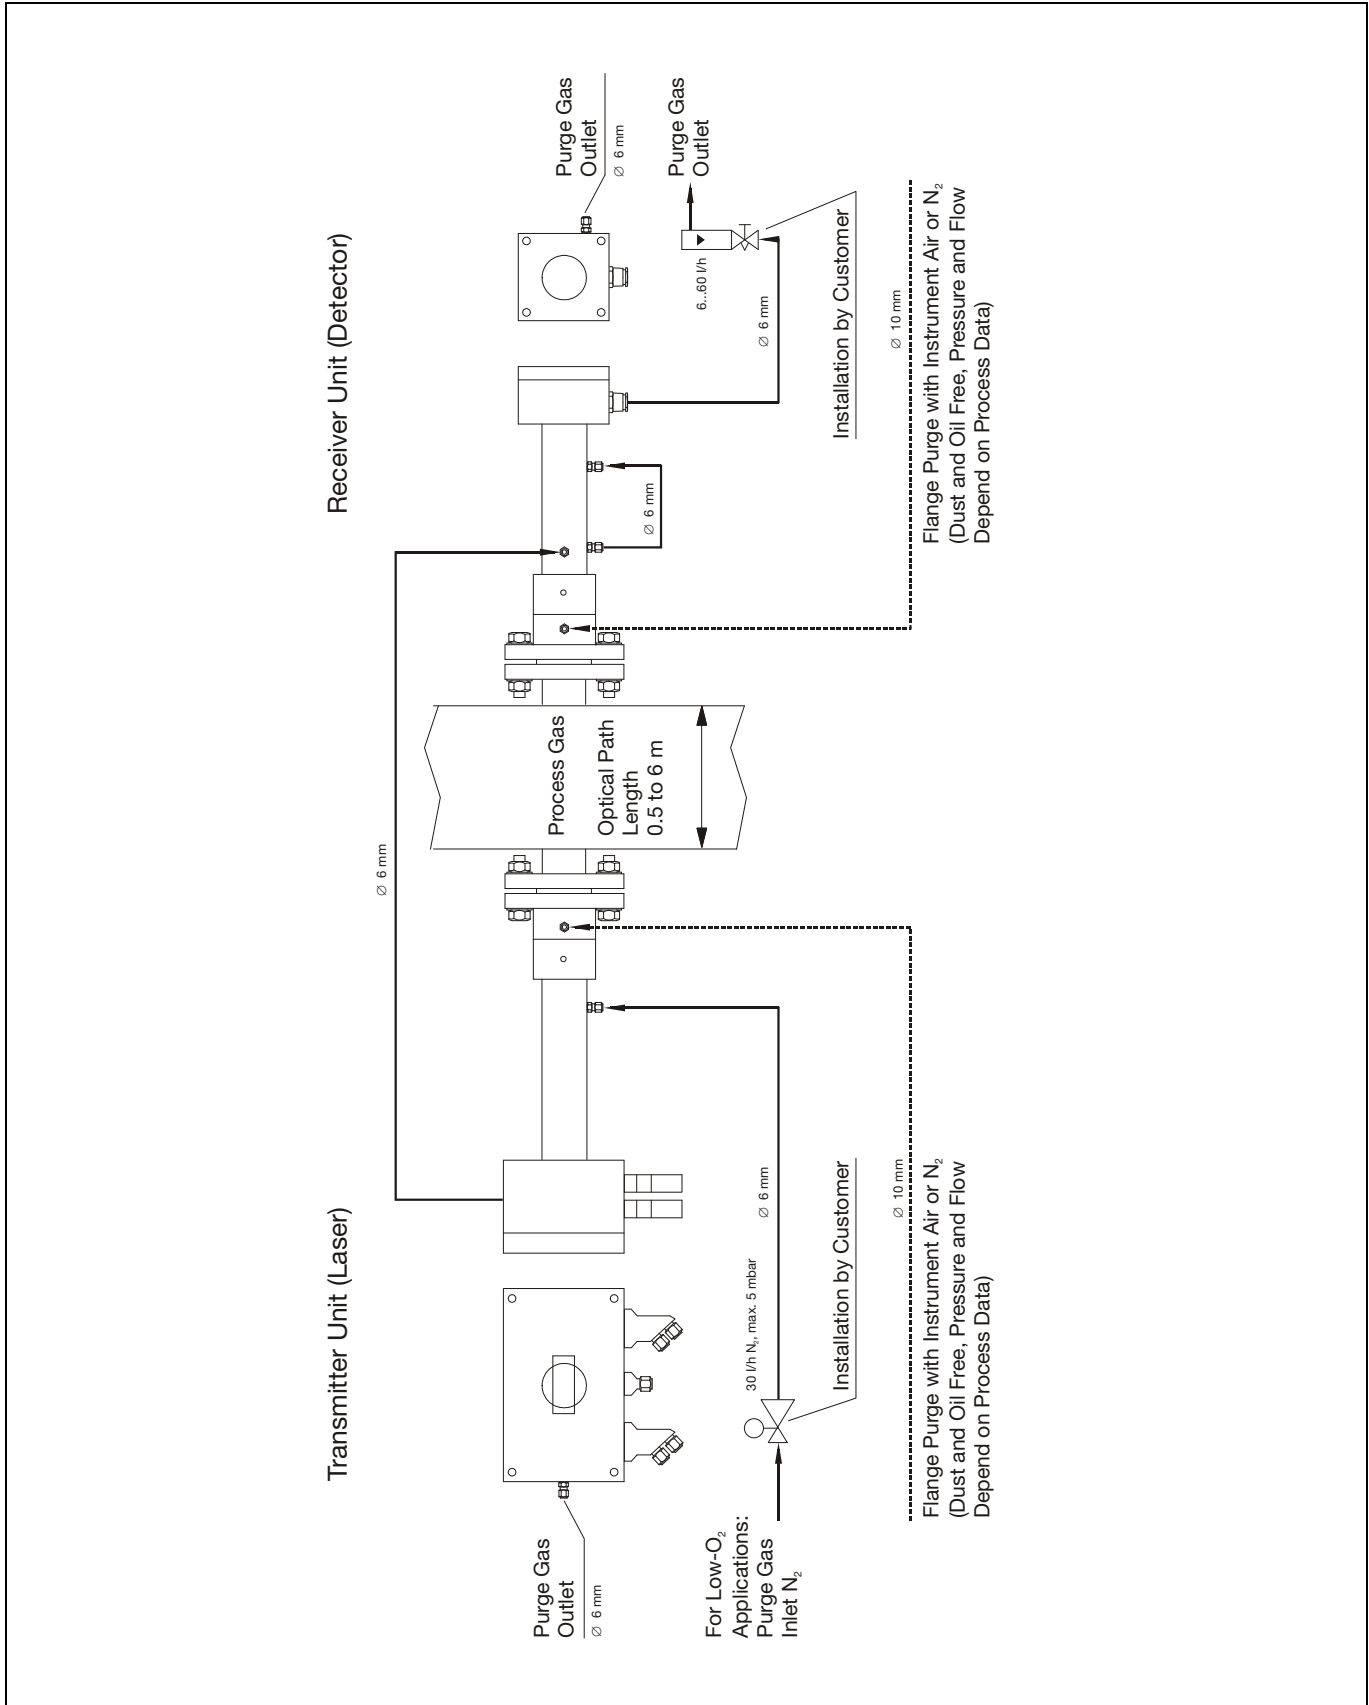 Transmitter Unit (Laser)
Receiver Unit (Detector)
Ø 6 mm
Purge Gas
Outlet
Ø 6 mm
Process Gas
Optical Path
Length
0.5 to 6 m
Ø 6 mm
Purge Gas
Outlet
Ø 6 mm
For Low-O₂
Applications:
Purge Gas
Inlet N₂
30 l/h N₂, max. 5 mbar
Ø 6 mm
6...60 l/h
Purge Gas
Outlet
Ø 6 mm
Installation by Customer
Installation by Customer
Ø 10 mm
Ø 10 mm
Flange Purge with Instrument Air or N₂
(Dust and Oil Free, Pressure and Flow
Depend on Process Data)
Flange Purge with Instrument Air or N₂
(Dust and Oil Free, Pressure and Flow
Depend on Process Data)